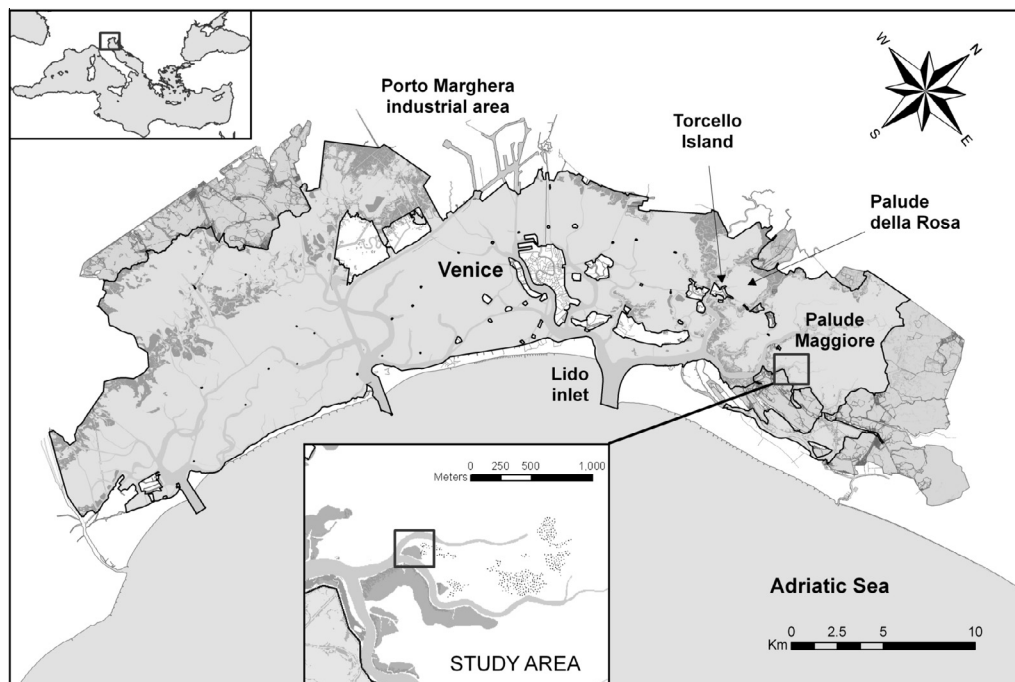 Porto Marghera
industrial area
W
N
S
E
Torcello
Island
Palude
della Rosa
Venice
Palude
Maggiore
Lido
inlet
0 250 500 1.000
Meters
STUDY AREA
Adriatic Sea
0 2.5 5 10
Km